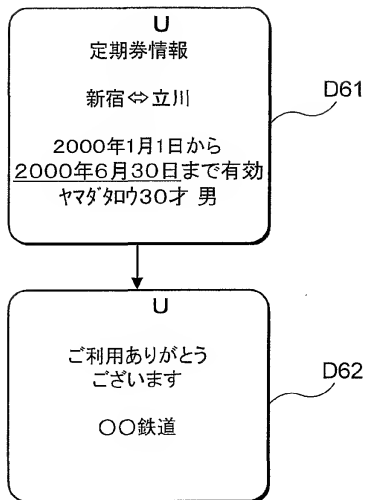 U
定期券情報
新宿⇔立川
D61
2000年1月1日から
2000年6月30日まで有効
ﾔﾏﾀﾞﾀﾛｳ30才 男
U
ご利用ありがとう
ございます
D62
〇〇鉄道